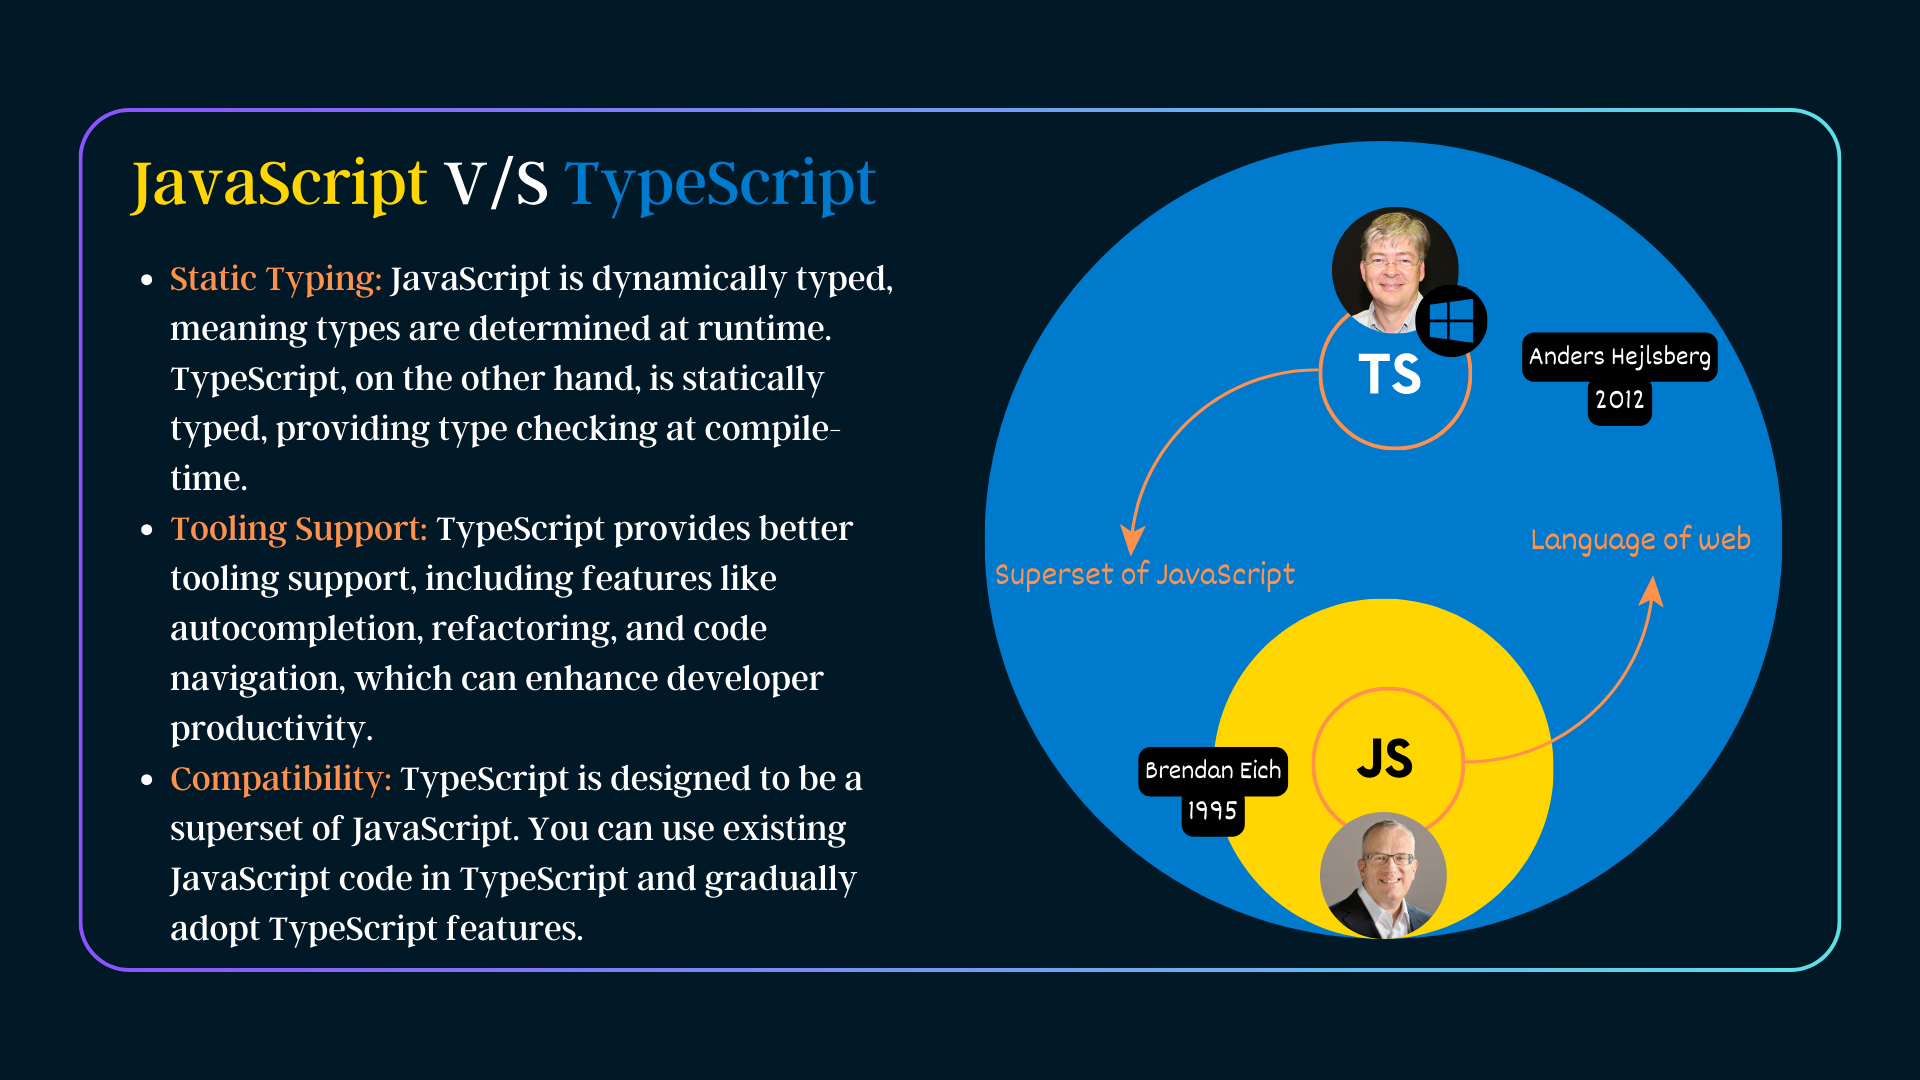 JavaScript V/S TypeScript
Static Typing: JavaScript is dynamically typed,
meaning types are determined at runtime.
TypeScript, on the other hand, is statically
typed, providing type checking at compile-
time.
Tooling Support: TypeScript provides better
tooling support, including features like
autocompletion, refactoring, and code
navigation, which can enhance developer
productivity.
Compatibility: TypeScript is designed to be a
superset of JavaScript. You can use existing
JavaScript code in TypeScript and gradually
adopt TypeScript features.
TS
Anders Hejlsberg
2012
Superset of JavaScript
Language of web
JS
Brendan Eich
1995